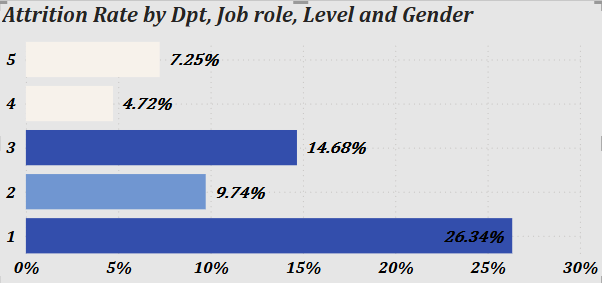 Attrition Rate by Dpt, Job role, Level and Gender
5 7.25%
4 4.72%
3 14.68%
2 9.74%
1 26.34%
0% 5% 10% 15% 20% 25% 30%